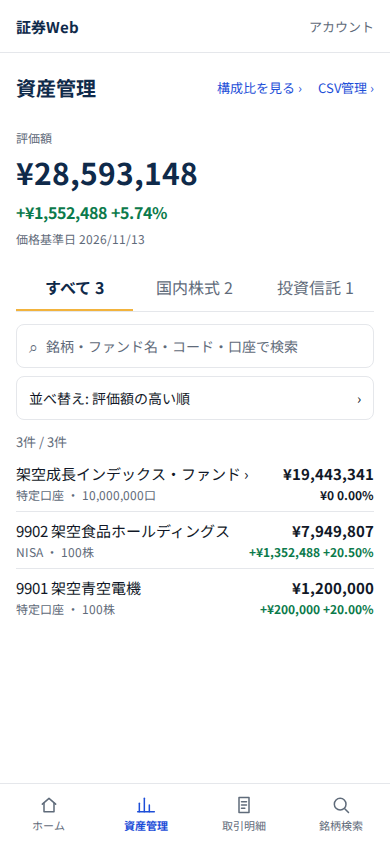 証券Web
アカウント
資産管理
構成比を見る ›
CSV管理 ›
評価額
¥28,593,148
+¥1,552,488 +5.74%
価格基準日 2026/11/13
すべて 3
国内株式 2
投資信託 1
銘柄・ファンド名・コード・口座で検索
並べ替え: 評価額の高い順 ›
3件 / 3件
架空成長インデックス・ファンド › ¥19,443,341
特定口座 ・ 10,000,000口 ¥0 0.00%
9902 架空食品ホールディングス ¥7,949,807
NISA ・ 100株 +¥1,352,488 +20.50%
9901 架空青空電機 ¥1,200,000
特定口座 ・ 100株 +¥200,000 +20.00%
ホーム
資産管理
取引明細
銘柄検索